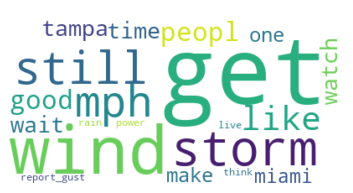 tampa time peopl one
still get watch
good mph like
wait wind storm
rain power live
report_gust make think miami